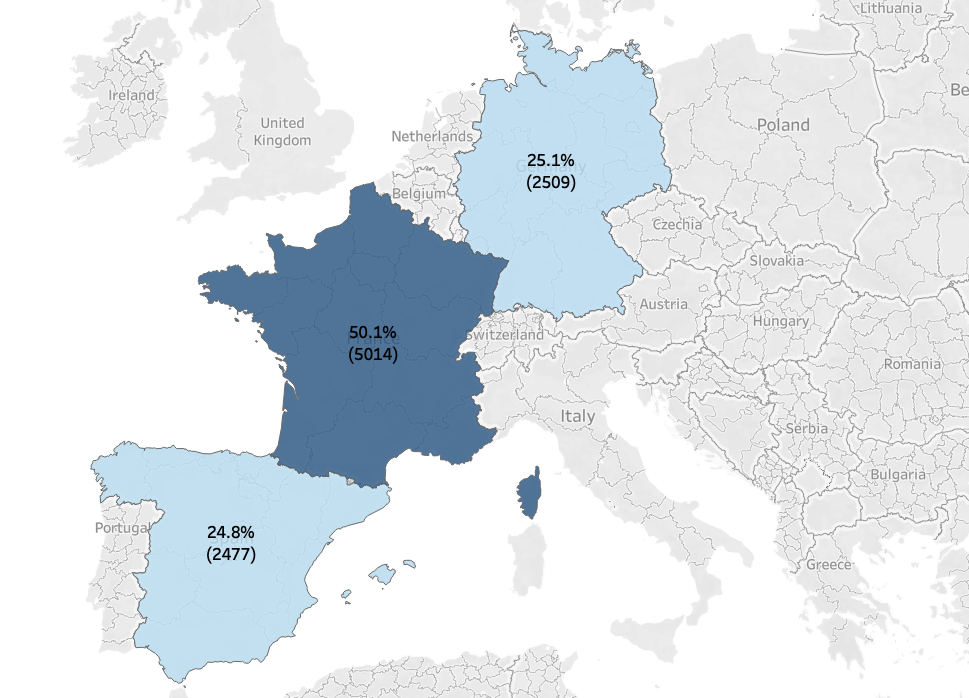 Lithuania
Ireland
United
Kingdom
Netherlands
Poland
Be
25.1%
(2509)
Belgium
Czechia
Slovakia
Austria
Hungary
Switzerland
50.1%
(5014)
Romania
Italy
Serbia
Bulgaria
Portugal
24.8%
(2477)
Greece